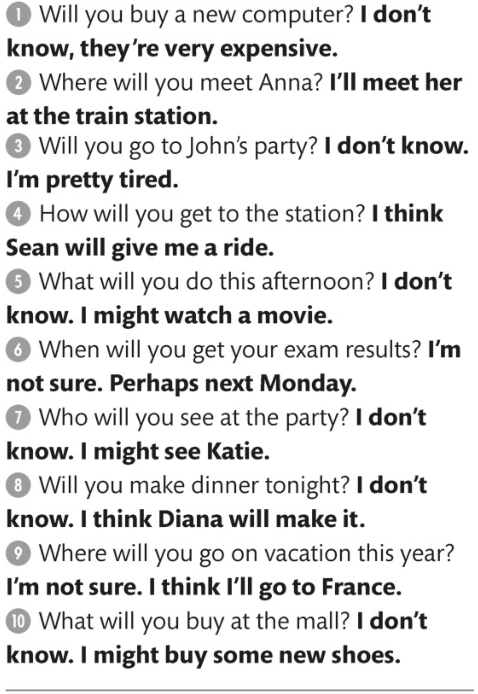 1 Will you buy a new computer? I don't
know, they're very expensive.
2 Where will you meet Anna? I'll meet her
at the train station.
3 Will you go to John's party? I don't know.
I'm pretty tired.
4 How will you get to the station? I think
Sean will give me a ride.
5 What will you do this afternoon? I don't
know. I might watch a movie.
6 When will you get your exam results? I'm
not sure. Perhaps next Monday.
7 Who will you see at the party? I don't
know. I might see Katie.
8 Will you make dinner tonight? I don't
know. I think Diana will make it.
9 Where will you go on vacation this year?
I'm not sure. I think I'll go to France.
10 What will you buy at the mall? I don't
know. I might buy some new shoes.